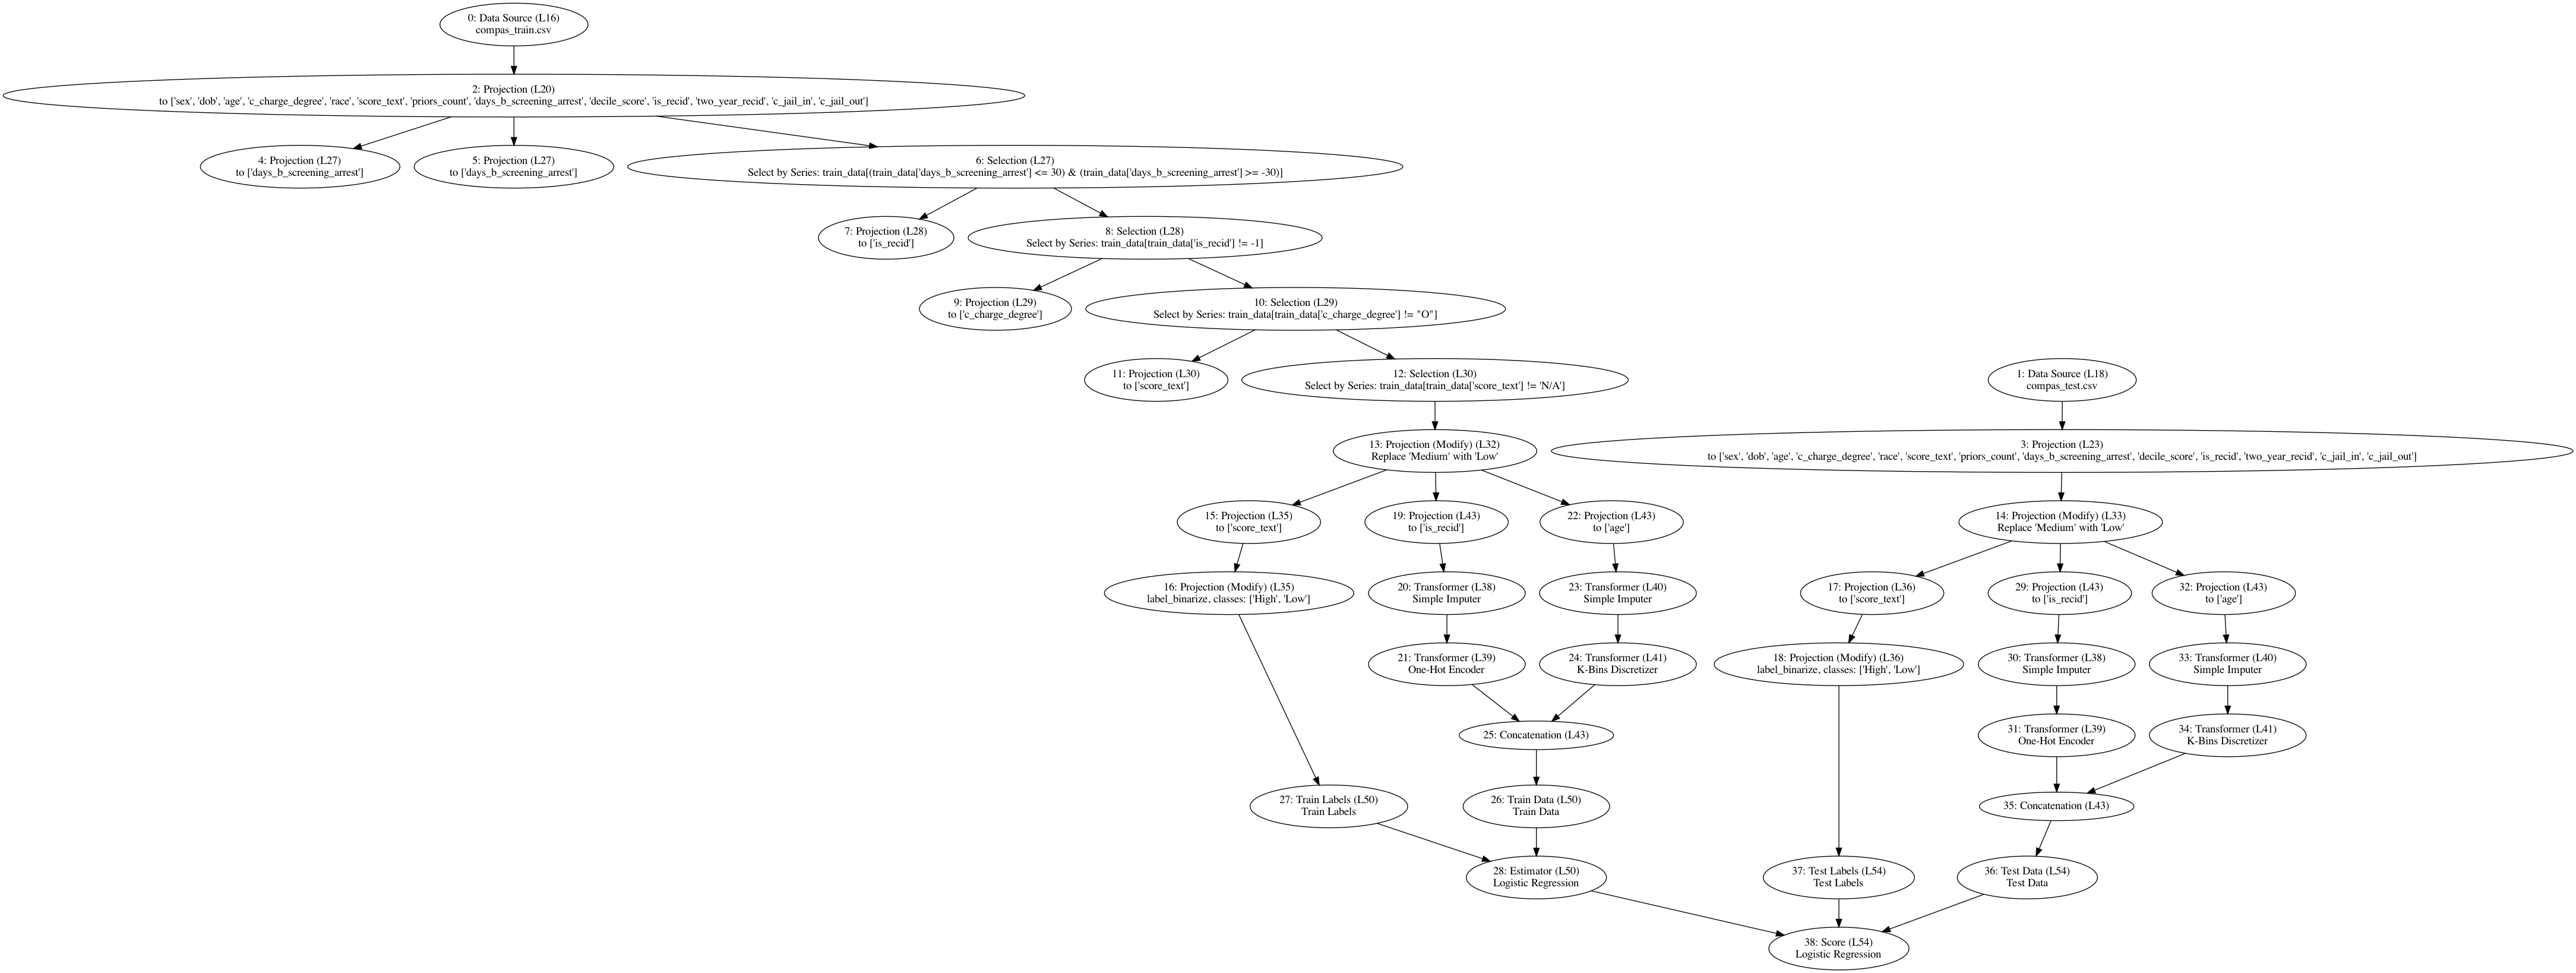 0: Data Source (L16)
compas_train.csv
2: Projection (L20)
to ['sex', 'dob', 'age', 'c_charge_degree', 'race', 'score_text', 'priors_count', 'days_b_screening_arrest', 'decile_score', 'is_recid', 'two_year_recid', 'c_jail_in', 'c_jail_out']
4: Projection (L27)
to ['days_b_screening_arrest']
5: Projection (L27)
to ['days_b_screening_arrest']
6: Selection (L27)
Select by Series: train_data[(train_data['days_b_screening_arrest'] <= 30) & (train_data['days_b_screening_arrest'] >= -30)]
7: Projection (L28)
to ['is_recid']
8: Selection (L28)
Select by Series: train_data[train_data['is_recid'] != -1]
9: Projection (L29)
to ['c_charge_degree']
10: Selection (L29)
Select by Series: train_data[train_data['c_charge_degree'] != "O"]
11: Projection (L30)
to ['score_text']
12: Selection (L30)
Select by Series: train_data[train_data['score_text'] != 'N/A']
1: Data Source (L18)
compas_test.csv
13: Projection (Modify) (L32)
Replace 'Medium' with 'Low'
3: Projection (L23)
to ['sex', 'dob', 'age', 'c_charge_degree', 'race', 'score_text', 'priors_count', 'days_b_screening_arrest', 'decile_score', 'is_recid', 'two_year_recid', 'c_jail_in', 'c_jail_out']
15: Projection (L35)
to ['score_text']
19: Projection (L43)
to ['is_recid']
22: Projection (L43)
to ['age']
14: Projection (Modify) (L33)
Replace 'Medium' with 'Low'
16: Projection (Modify) (L35)
label_binarize, classes: ['High', 'Low']
20: Transformer (L38)
Simple Imputer
23: Transformer (L40)
Simple Imputer
17: Projection (L36)
to ['score_text']
29: Projection (L43)
to ['is_recid']
32: Projection (L43)
to ['age']
21: Transformer (L39)
One-Hot Encoder
24: Transformer (L41)
K-Bins Discretizer
18: Projection (Modify) (L36)
label_binarize, classes: ['High', 'Low']
30: Transformer (L38)
Simple Imputer
33: Transformer (L40)
Simple Imputer
25: Concatenation (L43)
31: Transformer (L39)
One-Hot Encoder
34: Transformer (L41)
K-Bins Discretizer
27: Train Labels (L50)
Train Labels
26: Train Data (L50)
Train Data
35: Concatenation (L43)
28: Estimator (L50)
Logistic Regression
37: Test Labels (L54)
Test Labels
36: Test Data (L54)
Test Data
38: Score (L54)
Logistic Regression